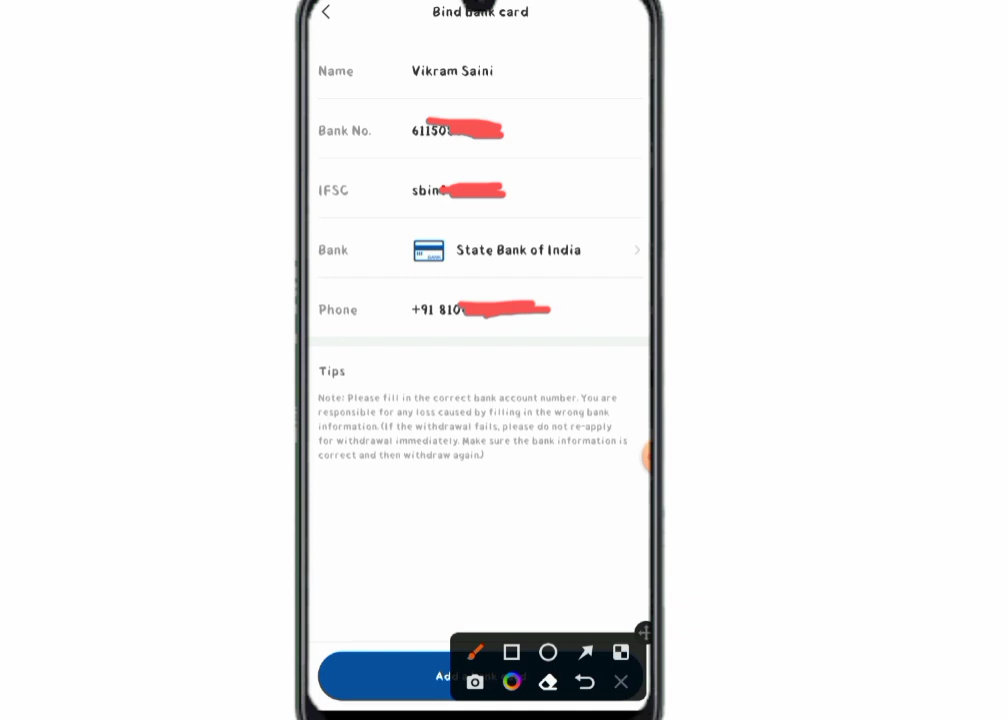 Bind bank card
Name Vikram Saini
Bank No. 61150
IFSC sbin
Bank State Bank of India
Phone +91 810
Tips
Note: Please fill in the correct bank account number. You are
responsible for any loss caused by filling in the wrong bank
information. (If the withdrawal fails, please do not re-apply
for withdrawal immediately. Make sure the bank information is
correct and then withdraw again.)